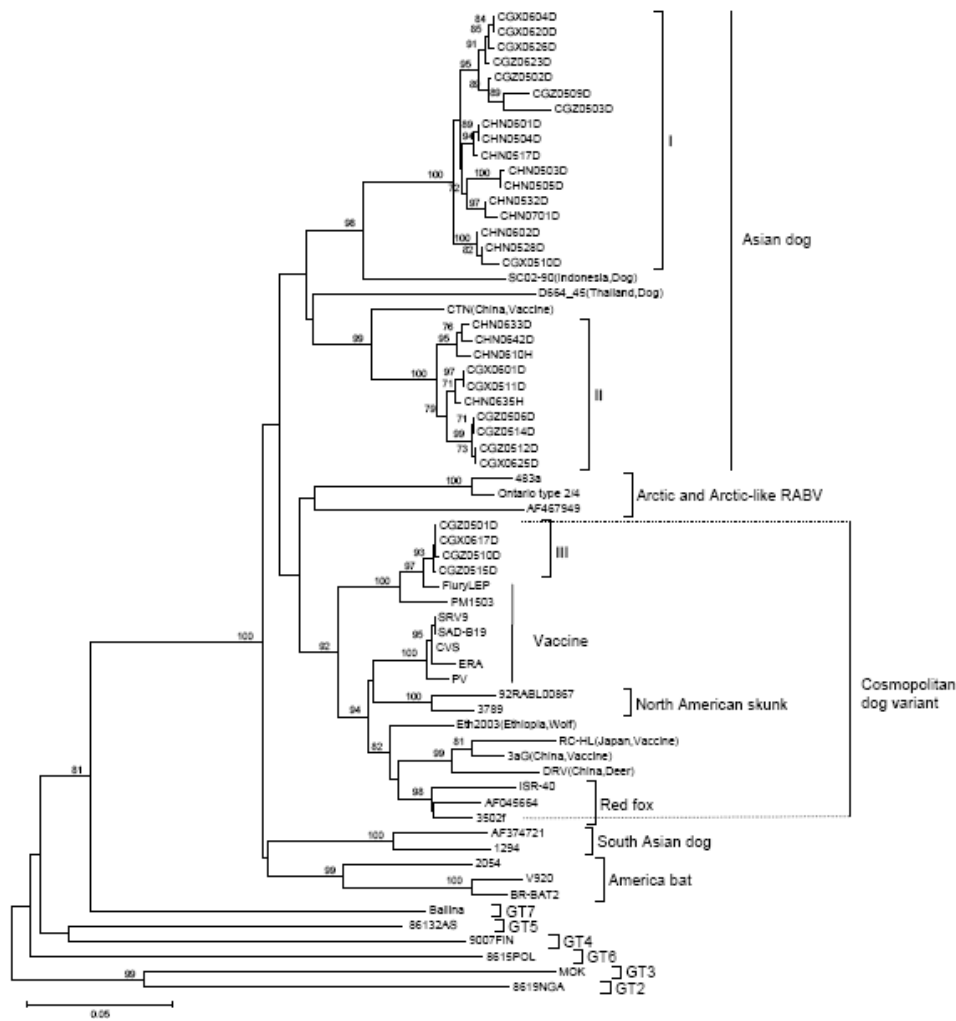 84 CGX0604D
85 CGX0620D
91 CGX0626D
95 CGZ0623D
CGZ0502D
89 89 CGZ0509D
CGZ0503D
89 CHN0601D
94 CHN0504D I
CHN0517D
100 100 CHN0503D
72 CHN0505D
97 CHN0532D
CHN0701D
98 100 CHN0602D
82 CHN0528D Asian dog
CGX0510D
SC02-90(Indonesia,Dog)
D664_45(Thailand,Dog)
CTN(China,Vaccine)
76 CHN0633D
99 95 CHN0642D
CHN0610H
100 97 CGX0601D
71 CGX0511D
79 CHN0635H II
71 CGZ0506D
99 CGZ0514D
73 CGZ0512D
CGX0625D
100 483a
Ontario type 2/4 Arctic and Arctic-like RABV
AF467949
CGZ0501D
CGX0617D
93 CGZ0510D III
97 CGZ0515D
100 FluryLEP
PM1503
SRV9
100 95 SAD-B19
92 CVS Vaccine
100 ERA
PV
100 92RABL00867
3789 North American skunk
Cosmopolitan
dog variant
94 Eth2003(Ethiopia,Wolf)
81 RC-HL(Japan,Vaccine)
82 99 3aG(China,Vaccine)
DRV(China,Deer)
ISR-40
98 AF045664 Red fox
3502f
81 100 AF374721
1294 South Asian dog
2054
99 V920
100 BR-BAT2 America bat
Ballina GT7
86132AS GT5
9007FIN GT4
8615POL GT6
99 MOK GT3
8619NGA GT2
0.05